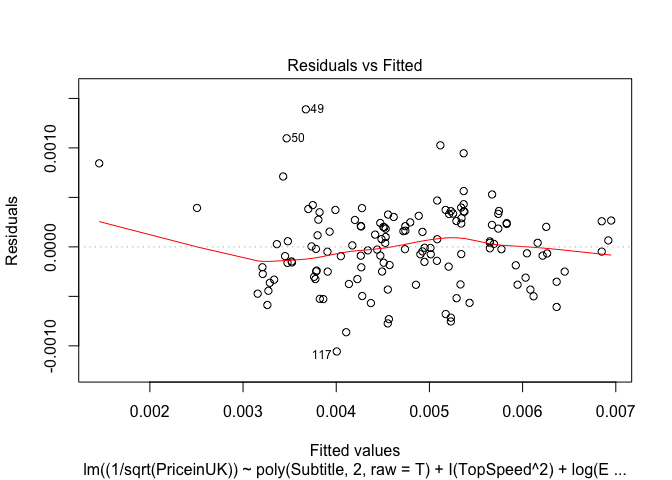 Residuals vs Fitted
Residuals
0.0010
0.0000
-0.0010
49
50
117
0.002 0.003 0.004 0.005 0.006 0.007
Fitted values
lm((1/sqrt(PriceinUK)) ~ poly(Subtitle, 2, raw = T) + I(TopSpeed^2) + log(E ...